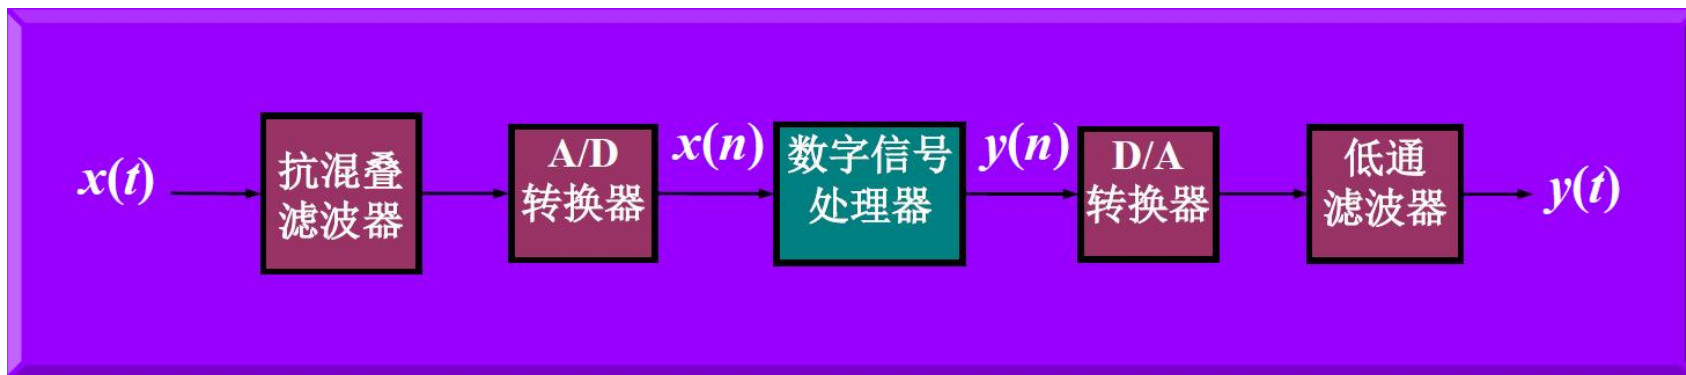 x(t)
抗混叠
滤波器
A/D
转换器
x(n)
数字信号
处理器
y(n)
D/A
转换器
低通
滤波器
y(t)